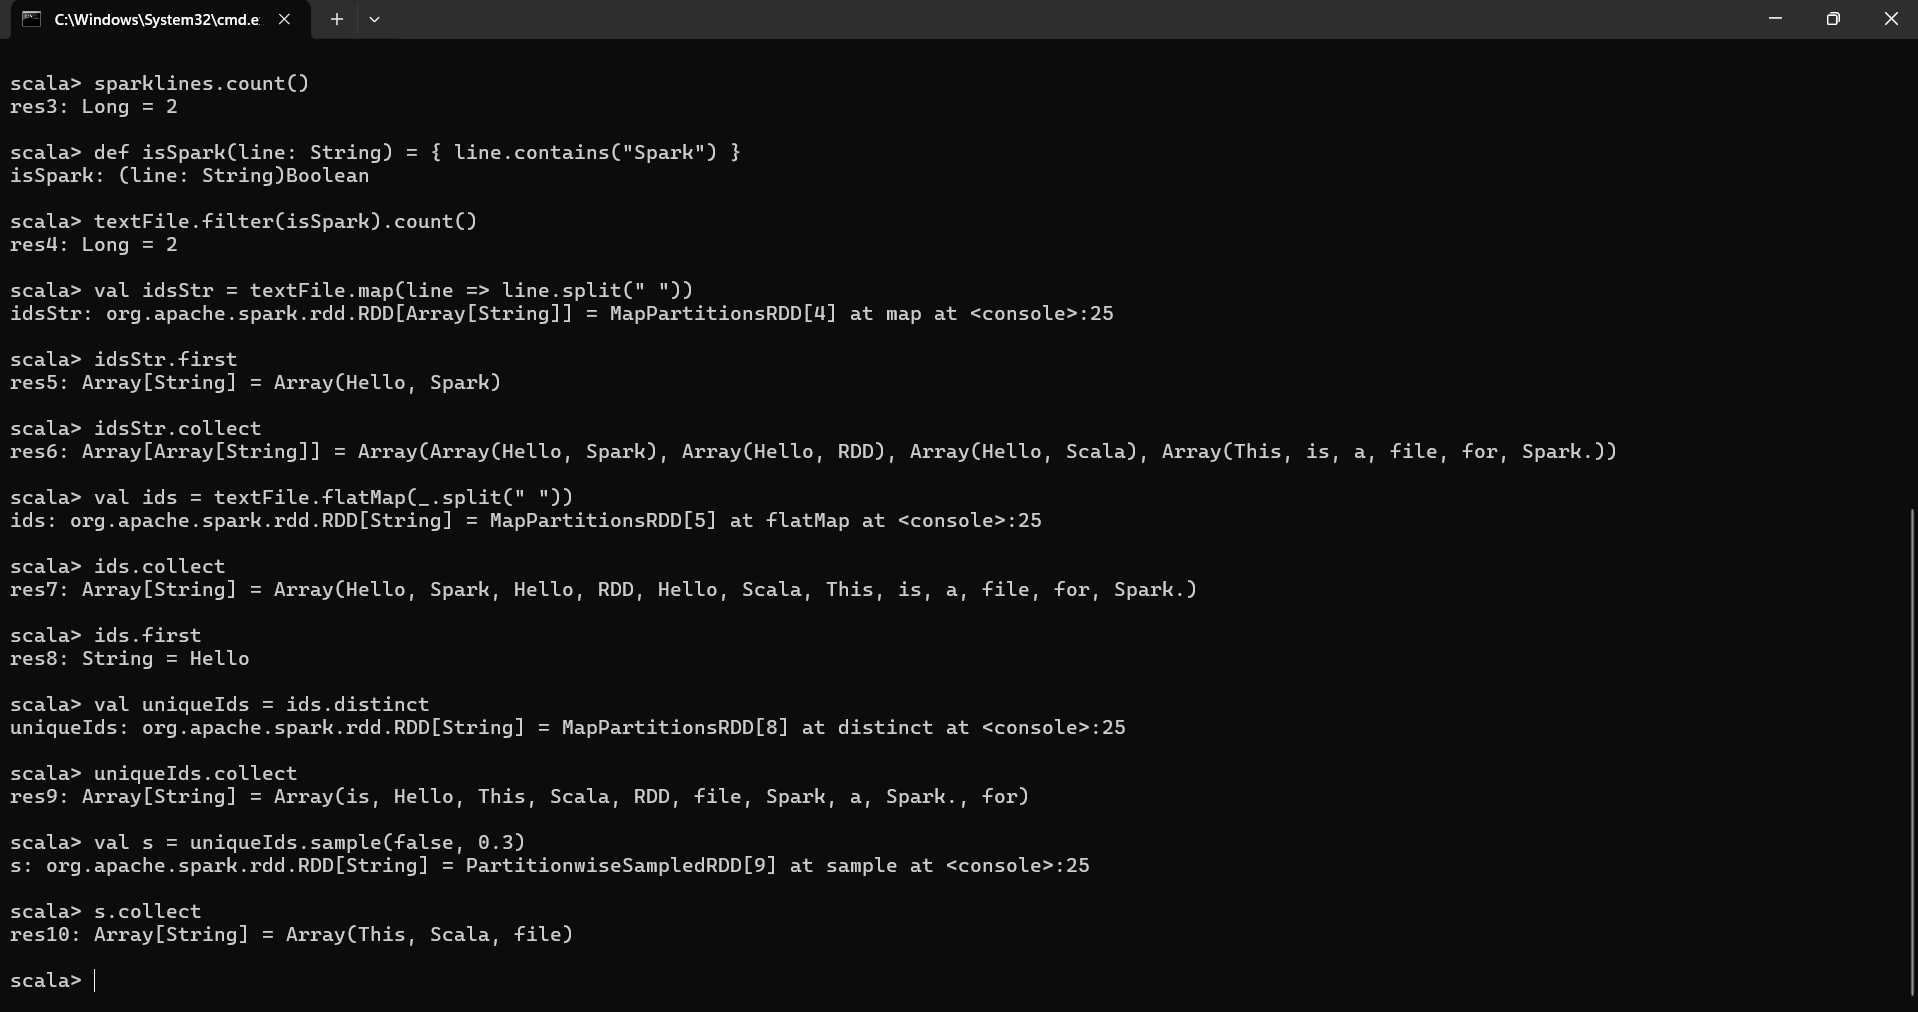 C:\Windows\System32\cmd.e
scala> sparklines.count()
res3: Long = 2
scala> def isSpark(line: String) = { line.contains("Spark") }
isSpark: (line: String)Boolean
scala> textFile.filter(isSpark).count()
res4: Long = 2
scala> val idsStr = textFile.map(line => line.split(" "))
idsStr: org.apache.spark.rdd.RDD[Array[String]] = MapPartitionsRDD[4] at map at <console>:25
scala> idsStr.first
res5: Array[String] = Array(Hello, Spark)
scala> idsStr.collect
res6: Array[Array[String]] = Array(Array(Hello, Spark), Array(Hello, RDD), Array(Hello, Scala), Array(This, is, a, file, for, Spark.))
scala> val ids = textFile.flatMap(_.split(" "))
ids: org.apache.spark.rdd.RDD[String] = MapPartitionsRDD[5] at flatMap at <console>:25
scala> ids.collect
res7: Array[String] = Array(Hello, Spark, Hello, RDD, Hello, Scala, This, is, a, file, for, Spark.)
scala> ids.first
res8: String = Hello
scala> val uniqueIds = ids.distinct
uniqueIds: org.apache.spark.rdd.RDD[String] = MapPartitionsRDD[8] at distinct at <console>:25
scala> uniqueIds.collect
res9: Array[String] = Array(is, Hello, This, Scala, RDD, file, Spark, a, Spark., for)
scala> val s = uniqueIds.sample(false, 0.3)
s: org.apache.spark.rdd.RDD[String] = PartitionwiseSampledRDD[9] at sample at <console>:25
scala> s.collect
res10: Array[String] = Array(This, Scala, file)
scala>